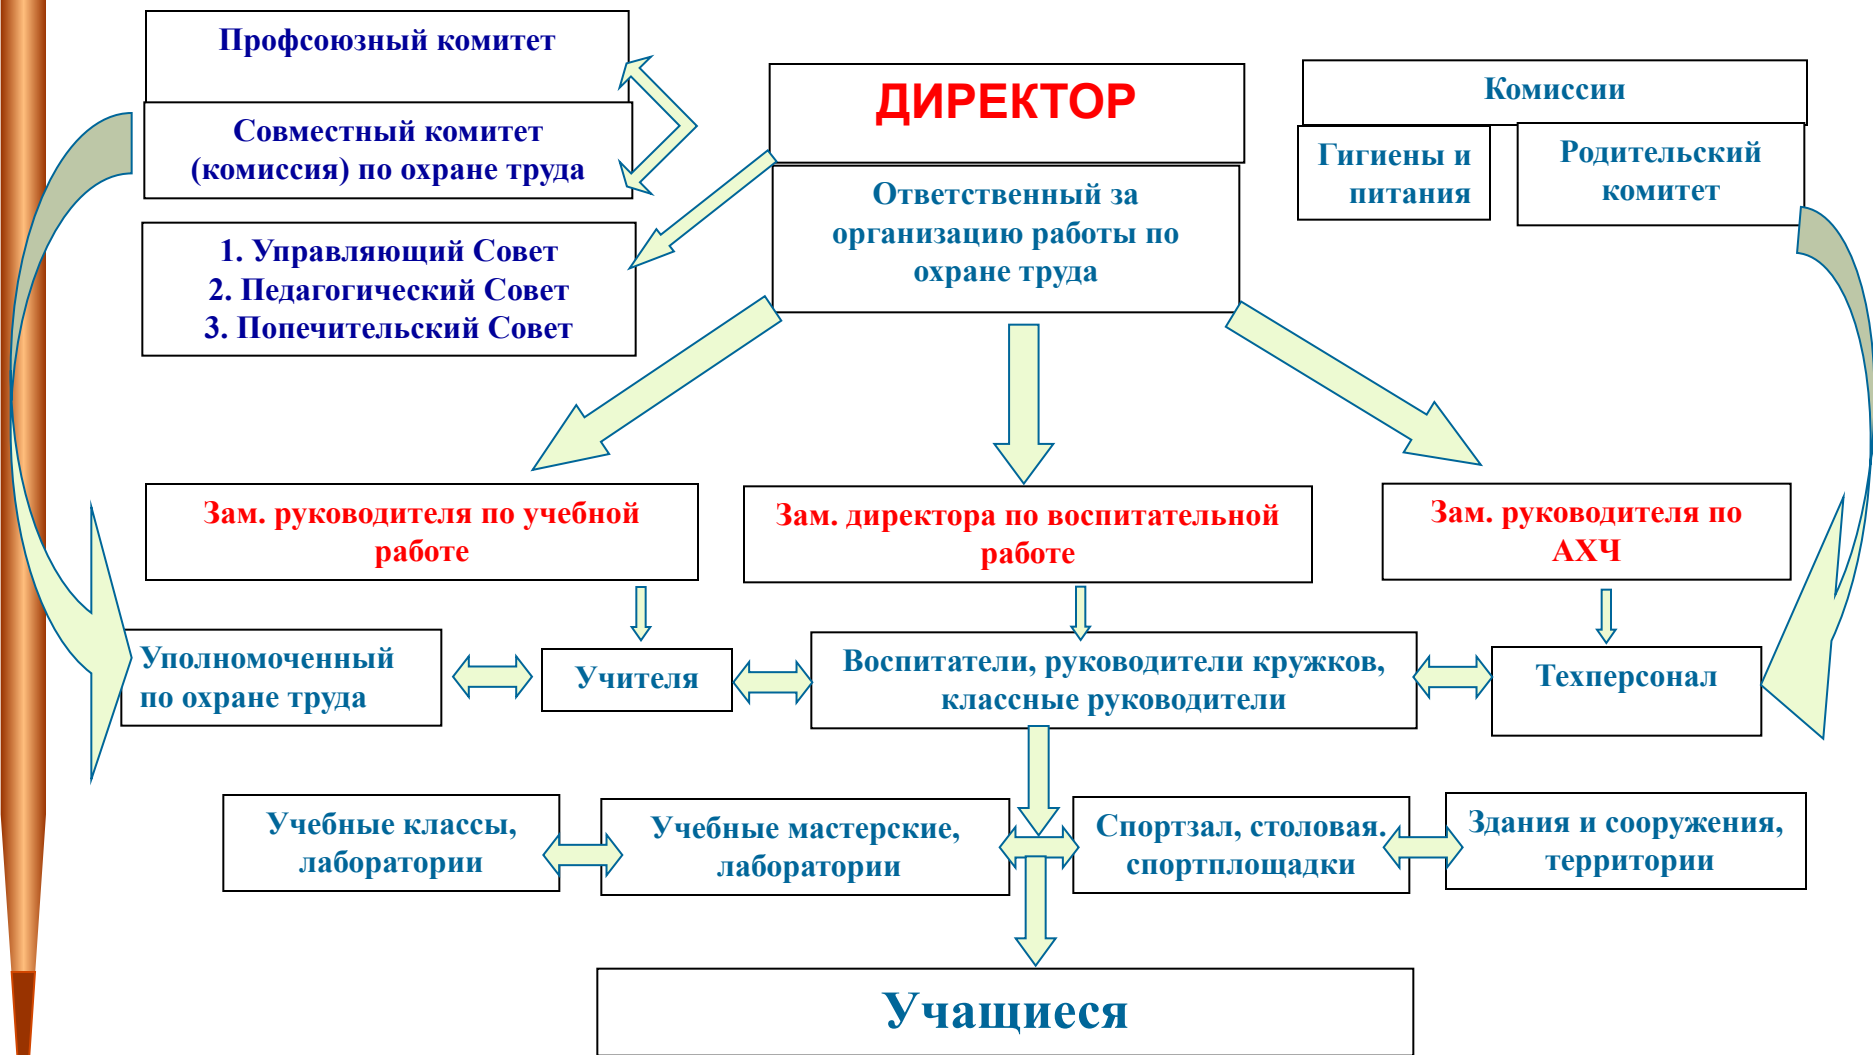 Профсоюзный комитет
Совместный комитет
(комиссия) по охране труда
1. Управляющий Совет
2. Педагогический Совет
3. Попечительский Совет
ДИРЕКТОР
Ответственный за
организацию работы по
охране труда
Комиссии
Гигиены и
питания
Родительский
комитет
Зам. руководителя по учебной
работе
Зам. директора по воспитательной
работе
Зам. руководителя по
АХЧ
Уполномоченный
по охране труда
Учителя
Воспитатели, руководители кружков,
классные руководители
Техперсонал
Учебные классы,
лаборатории
Учебные мастерские,
лаборатории
Спортзал, столовая.
спортплощадки
Здания и сооружения,
территории
Учащиеся